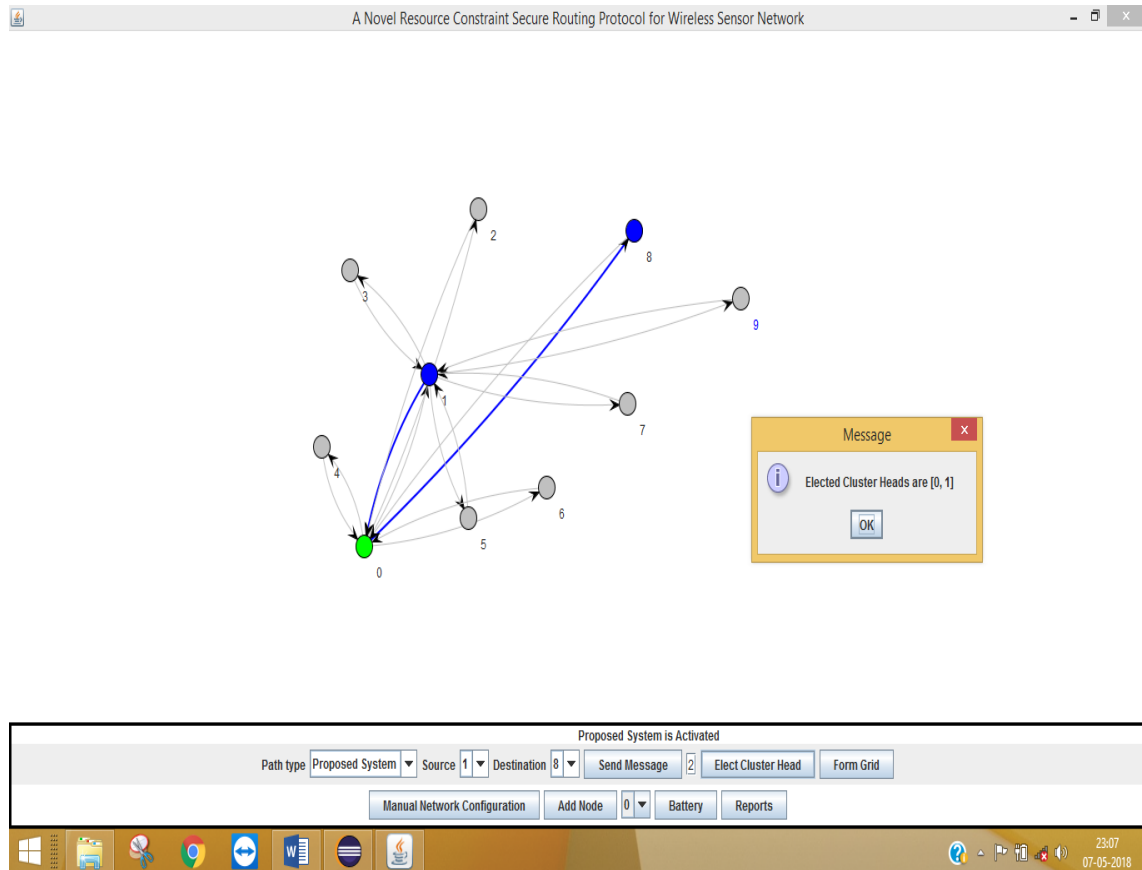 A Novel Resource Constraint Secure Routing Protocol for Wireless Sensor Network
2
8
3
9
1
7
4
6
5
0
Message
Elected Cluster Heads are [0, 1]
OK
Proposed System is Activated
Path type Proposed System Source 1 Destination 8 Send Message 2 Elect Cluster Head Form Grid
Manual Network Configuration Add Node 0 Battery Reports
23:07
07-05-2018